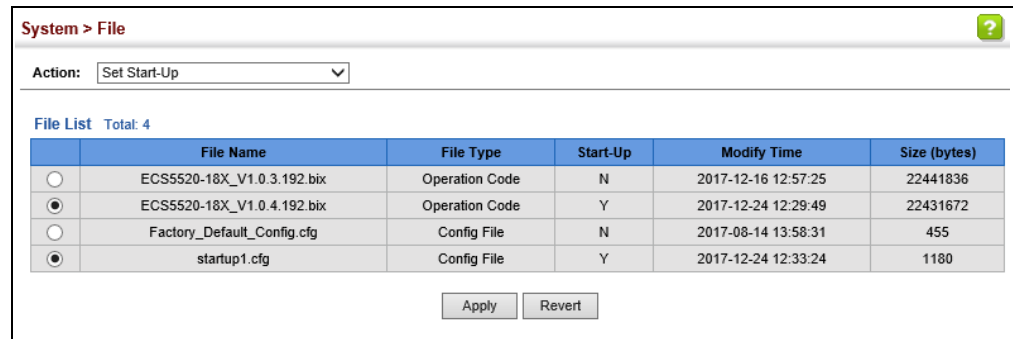 System > File
?
Action: Set Start-Up
File List Total: 4
File Name File Type Start-Up Modify Time Size (bytes)
ECS5520-18X_V1.0.3.192.bix Operation Code N 2017-12-16 12:57:25 22441836
ECS5520-18X_V1.0.4.192.bix Operation Code Y 2017-12-24 12:29:49 22431672
Factory_Default_Config.cfg Config File N 2017-08-14 13:58:31 455
startup1.cfg Config File Y 2017-12-24 12:33:24 1180
Apply Revert